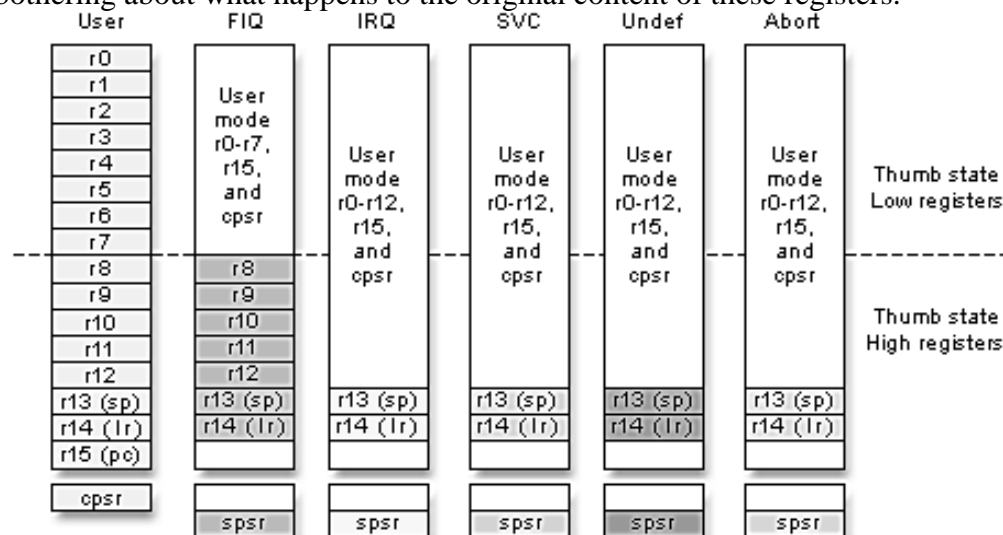 bothering about what happens to the original content of these registers.
User FIQ IRQ SVC Undef Abort
r0
r1
r2
r3
r4
r5
r6
r7
r8
r9
r10
r11
r12
r13 (sp)
r14 (lr)
r15 (pc)
cpsr
User
mode
r0-r7,
r15,
and
cpsr
r8
r9
r10
r11
r12
r13 (sp)
r14 (lr)
spsr
User
mode
r0-r12,
r15,
and
cpsr
r13 (sp)
r14 (lr)
spsr
User
mode
r0-r12,
r15,
and
cpsr
r13 (sp)
r14 (lr)
spsr
User
mode
r0-r12,
r15,
and
cpsr
r13 (sp)
r14 (lr)
spsr
User
mode
r0-r12,
r15,
and
cpsr
r13 (sp)
r14 (lr)
spsr
Thumb state
Low registers
Thumb state
High registers